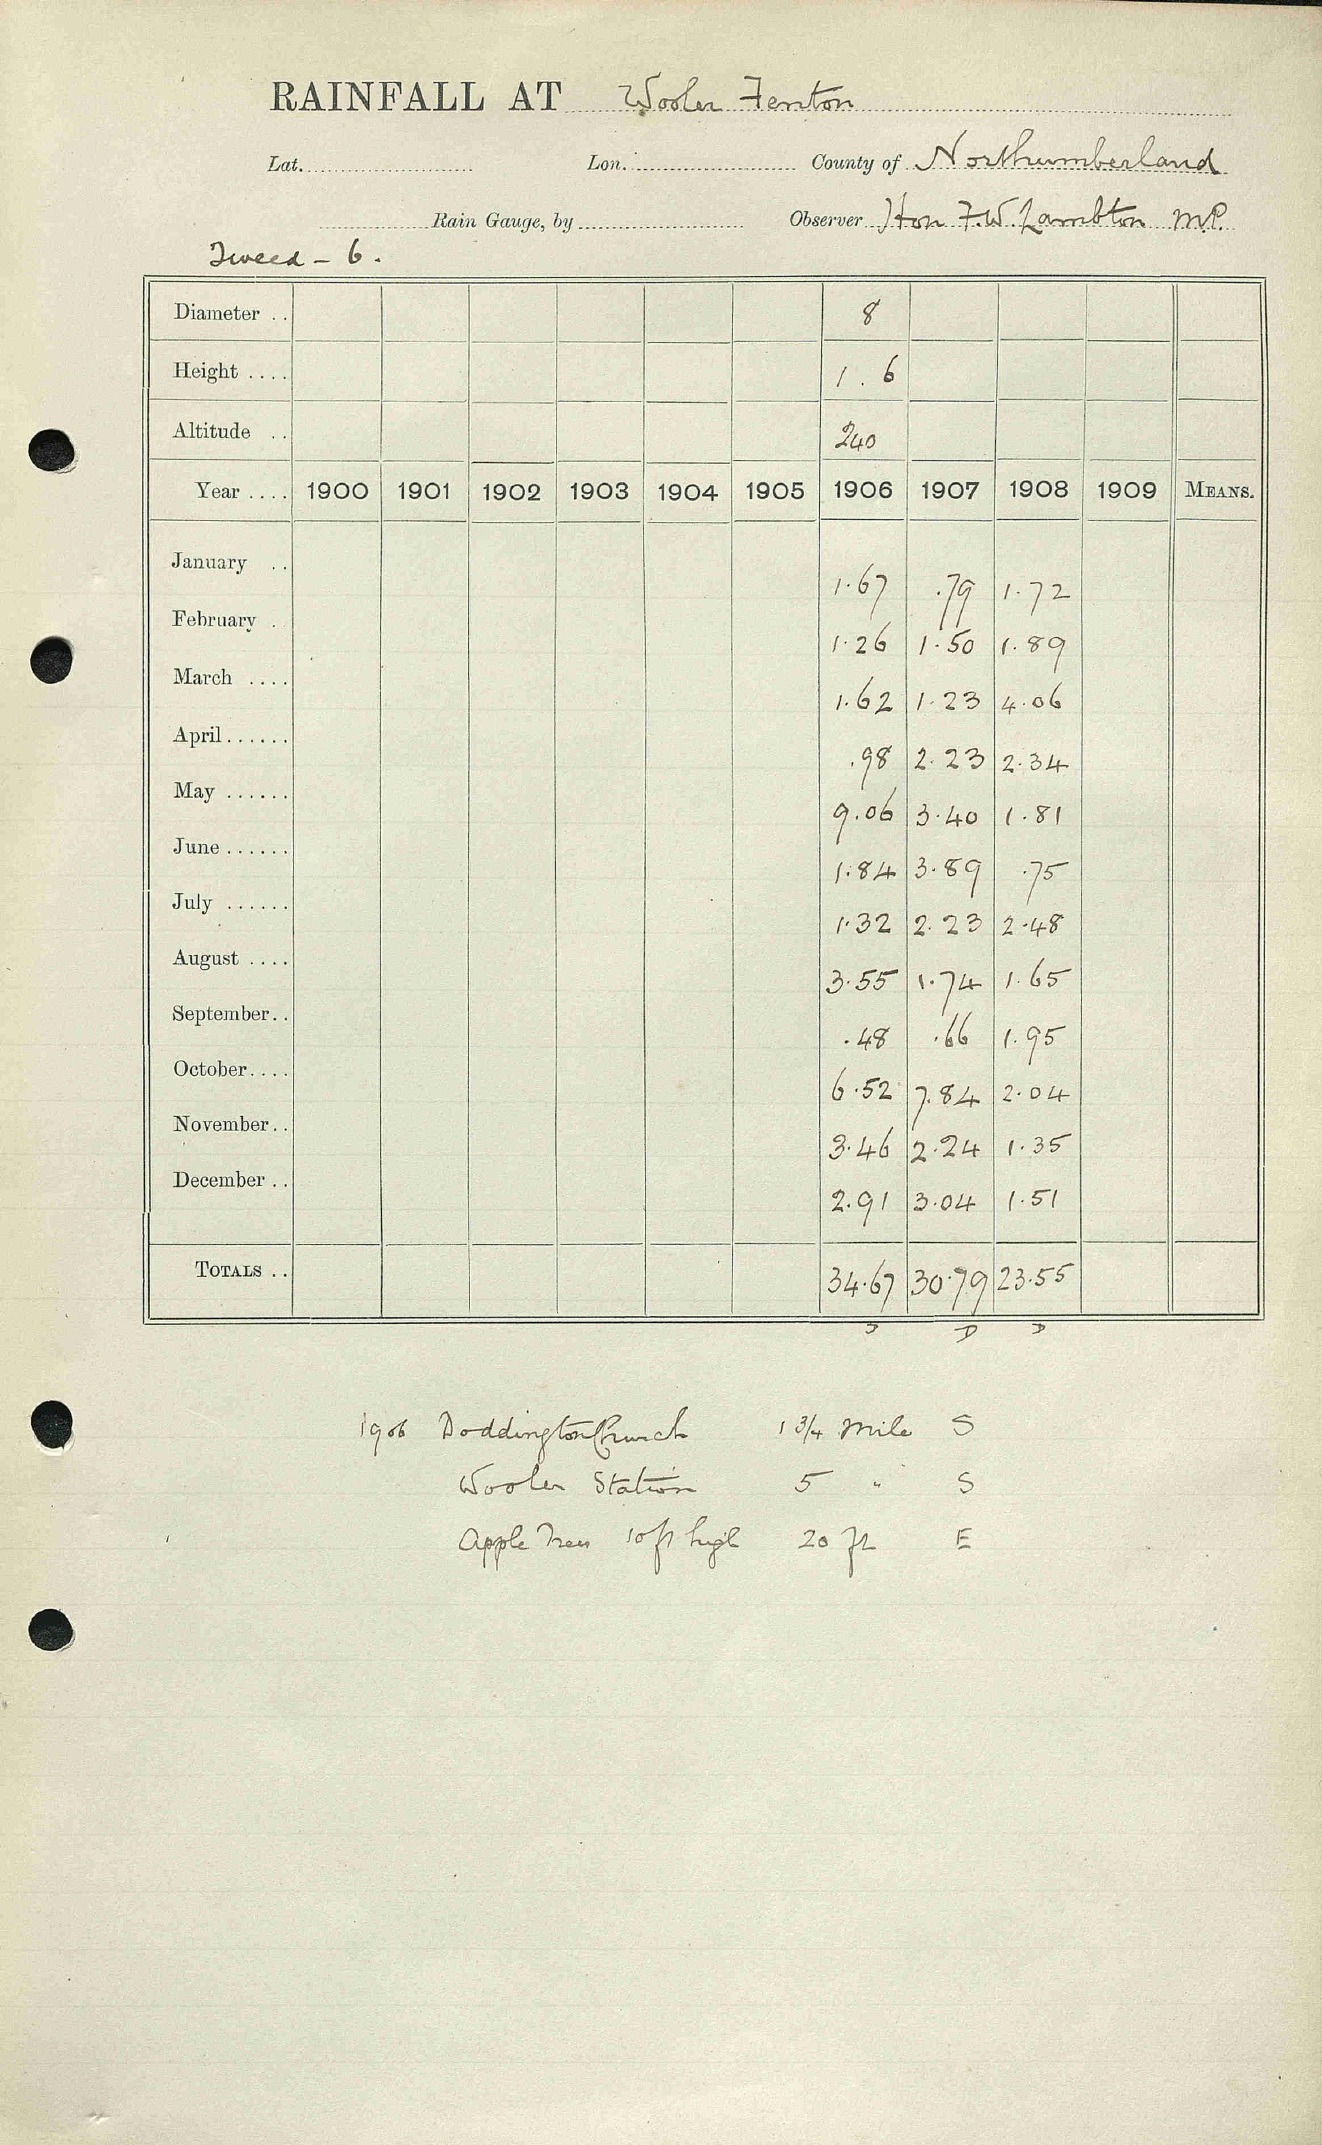 RAINFALL AT Wooler Fenton
Lat. Lon. County of Northumberland
Rain Gauge, by Observer Hon F.W. Lambton M.P.
Tweed - 6.
Diameter .. 8
Height .... 1 . 6
Altitude .. 240
Year .... 1900 1901 1902 1903 1904 1905 1906 1907 1908 1909 MEANS.
January .. 1.67 .79 1.72
February . 1.26 1.50 1.89
March .... 1.62 1.23 4.06
April...... .98 2.23 2.34
May ...... 9.06 3.40 1.81
June ...... 1.84 3.89 .75
July ...... 1.32 2.23 2.48
August .... 3.55 1.74 1.65
September.. .48 .66 1.95
October.... 6.52 7.84 2.04
November.. 3.46 2.24 1.35
December .. 2.91 3.04 1.51
TOTALS .. 34.67 30.79 23.55
D D D
1906 Doddington Church 1 3/4 Mile S
Wooler Station 5 " S
Apple Trees 10 ft high 20 ft E